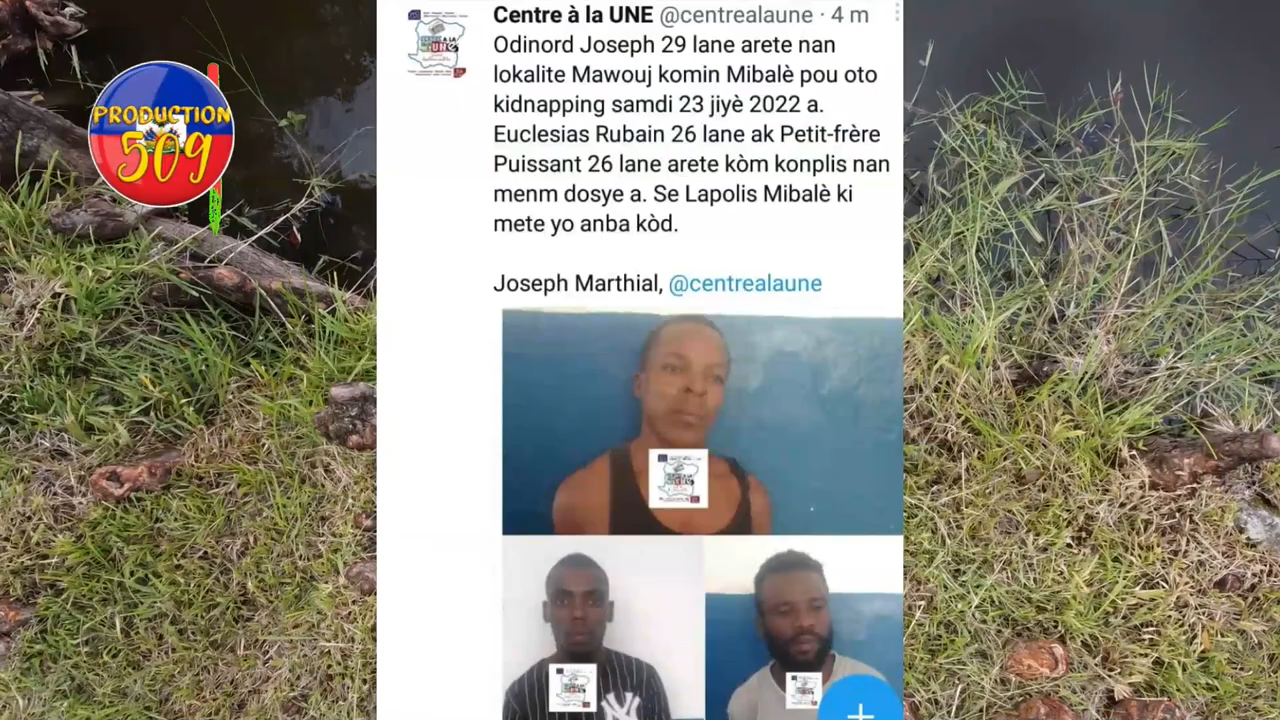 Centre à la UNE @centrealaune · 4 m
Odinord Joseph 29 lane arete nan
lokalite Mawouj komin Mibalè pou oto
kidnapping samdi 23 jiyè 2022 a.
Euclesias Rubain 26 lane ak Petit-frère
Puissant 26 lane arete kòm konplis nan
menm dosye a. Se Lapolis Mibalè ki
mete yo anba kòd.
Joseph Marthial, @centrealaune
PRODUCTION
509